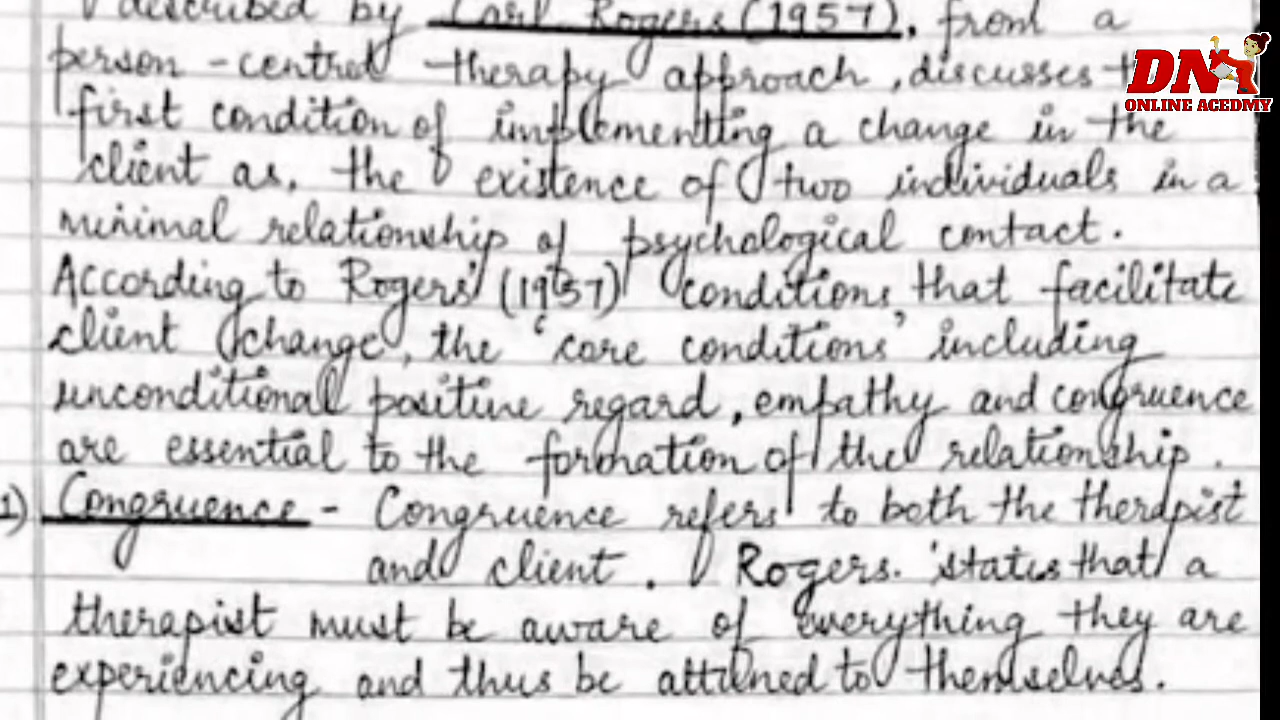 described by Carl Rogers (1957), from a
person-centred therapy approach, discusses
first condition of implementing a change in the
client as, the existence of two individuals in a
minimal relationship of psychological contact.
According to Rogers' (1957) conditions that facilitate
client change, the 'core conditions' including
unconditional positive regard, empathy and congruence
are essential to the formation of the relationship.
1) Congruence - Congruence refers to both the therapist
and client. Rogers. states that a
therapist must be aware of everything they are
experiencing and thus be attuned to themselves.
DN
ONLINE ACEDMY